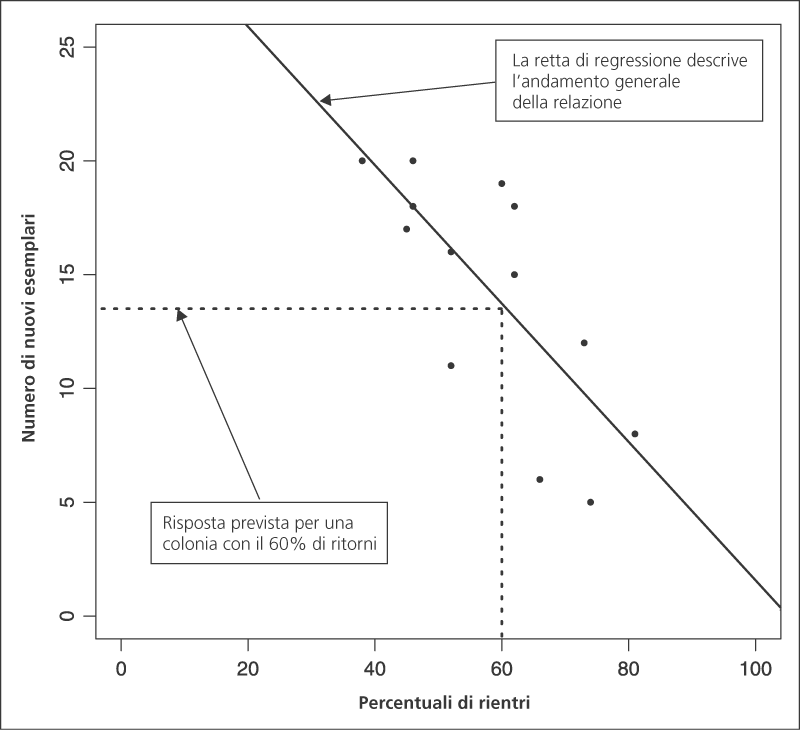 25
20
15
10
5
0
Numero di nuovi esemplari
La retta di regressione descrive
l'andamento generale
della relazione
Risposta prevista per una
colonia con il 60% di ritorni
0 20 40 60 80 100
Percentuali di rientri